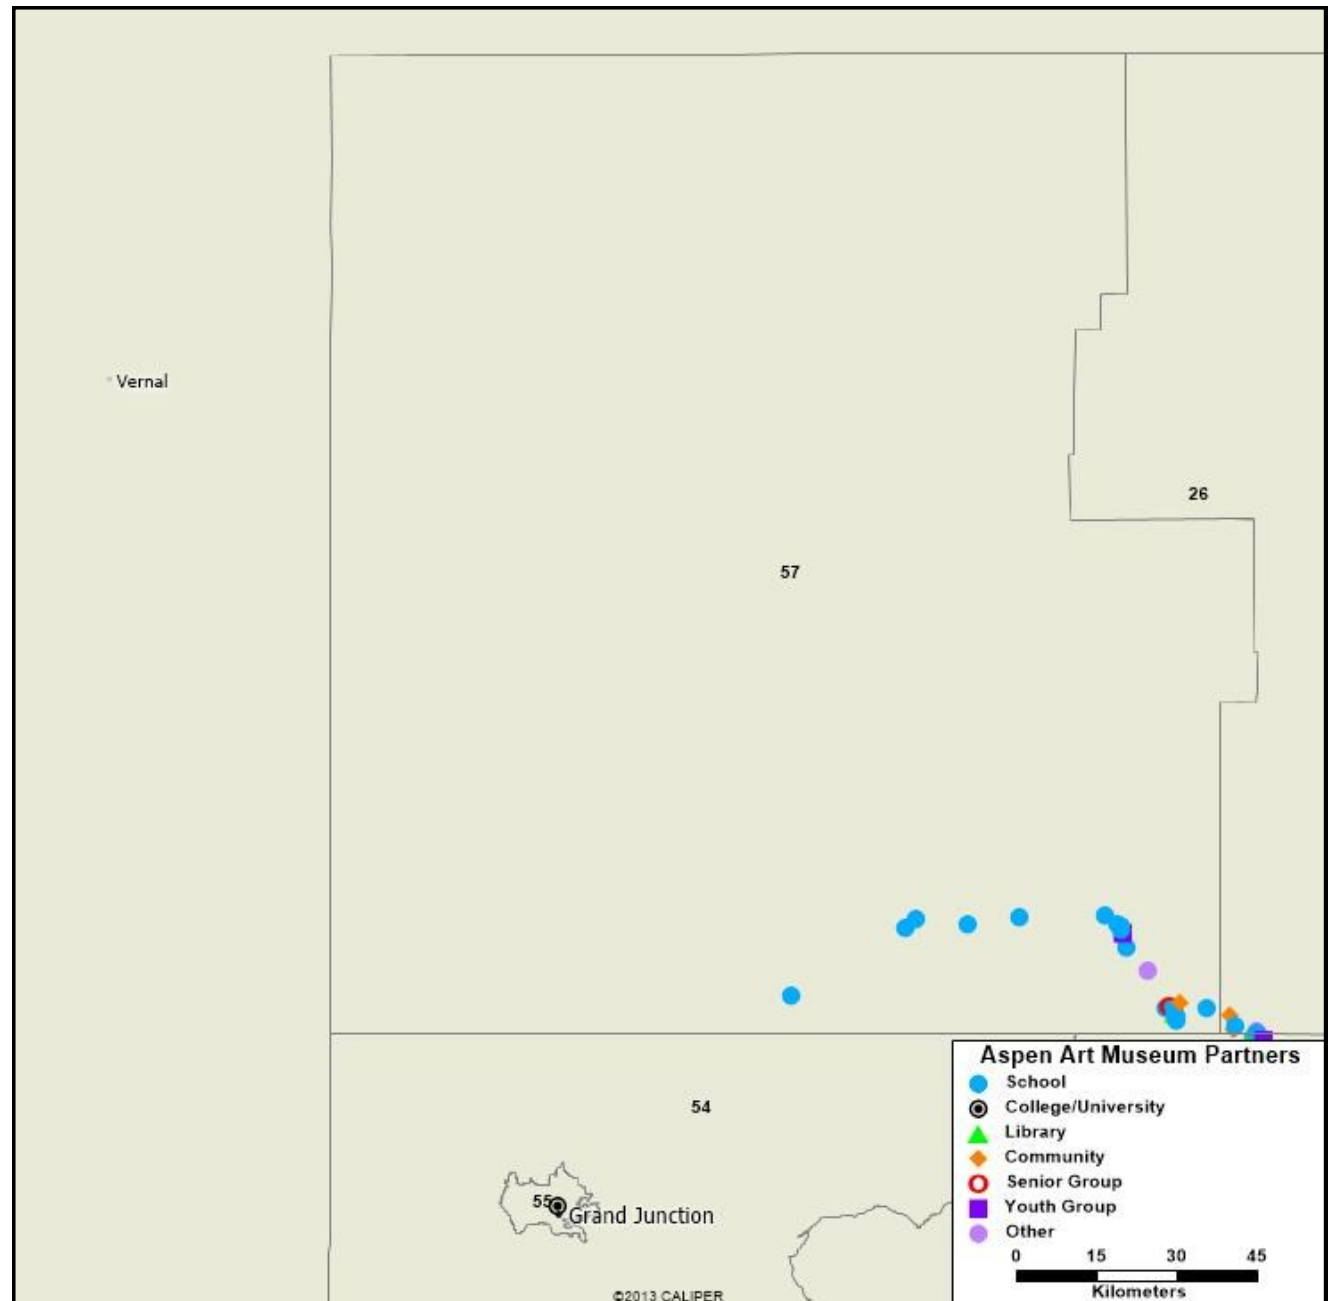 Vernal
26
57
54
55
Grand Junction
Aspen Art Museum Partners
School
College/University
Library
Community
Senior Group
Youth Group
Other
0 15 30 45
Kilometers
©2013 CALIPER